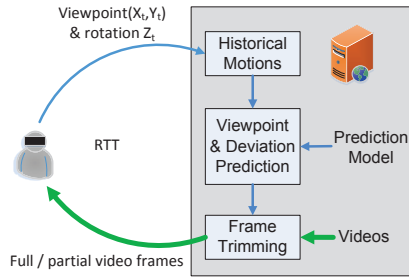 Viewpoint(Xt,Yt)
& rotation Zt
Historical
Motions
Viewpoint
& Deviation
Prediction
Prediction
Model
RTT
Frame
Trimming
Videos
Full / partial video frames